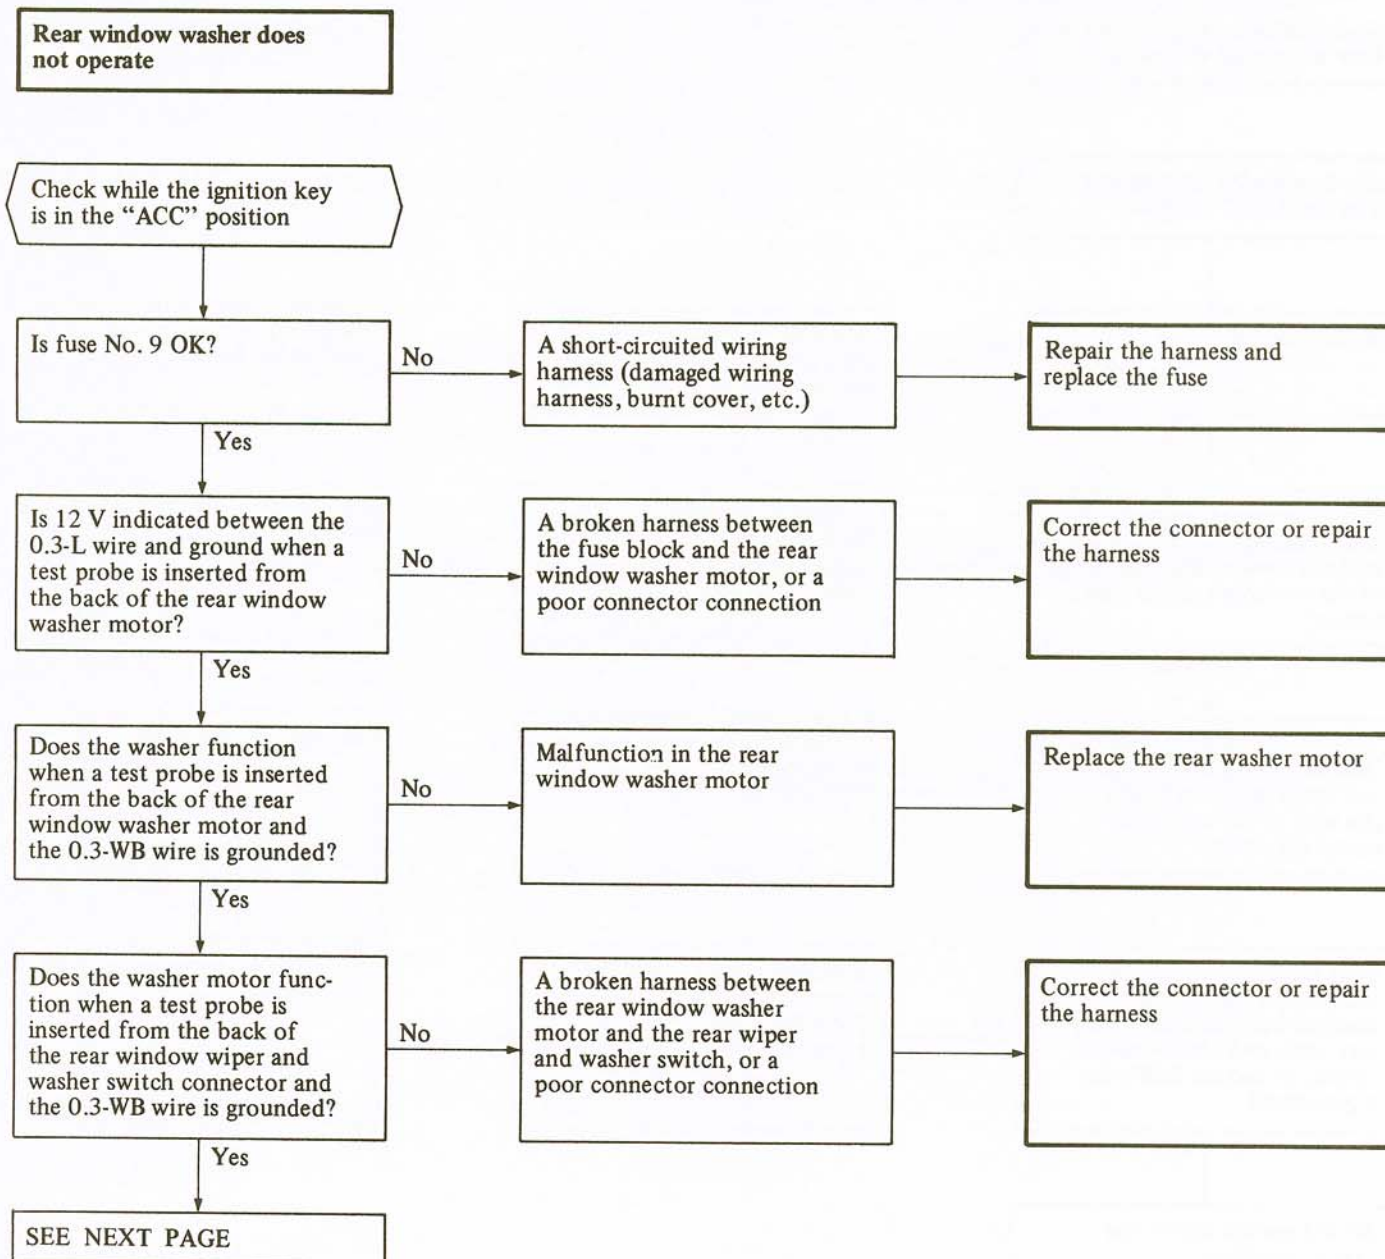 Rear window washer does
not operate
Check while the ignition key
is in the “ACC” position
Is fuse No. 9 OK?
No
A short-circuited wiring
harness (damaged wiring
harness, burnt cover, etc.)
Repair the harness and
replace the fuse
Yes
Is 12 V indicated between the
0.3-L wire and ground when a
test probe is inserted from
the back of the rear window
washer motor?
No
A broken harness between
the fuse block and the rear
window washer motor, or a
poor connector connection
Correct the connector or repair
the harness
Yes
Does the washer function
when a test probe is inserted
from the back of the rear
window washer motor and
the 0.3-WB wire is grounded?
No
Malfunction in the rear
window washer motor
Replace the rear washer motor
Yes
Does the washer motor func-
tion when a test probe is
inserted from the back of
the rear window wiper and
washer switch connector and
the 0.3-WB wire is grounded?
No
A broken harness between
the rear window washer
motor and the rear wiper
and washer switch, or a
poor connector connection
Correct the connector or repair
the harness
Yes
SEE NEXT PAGE